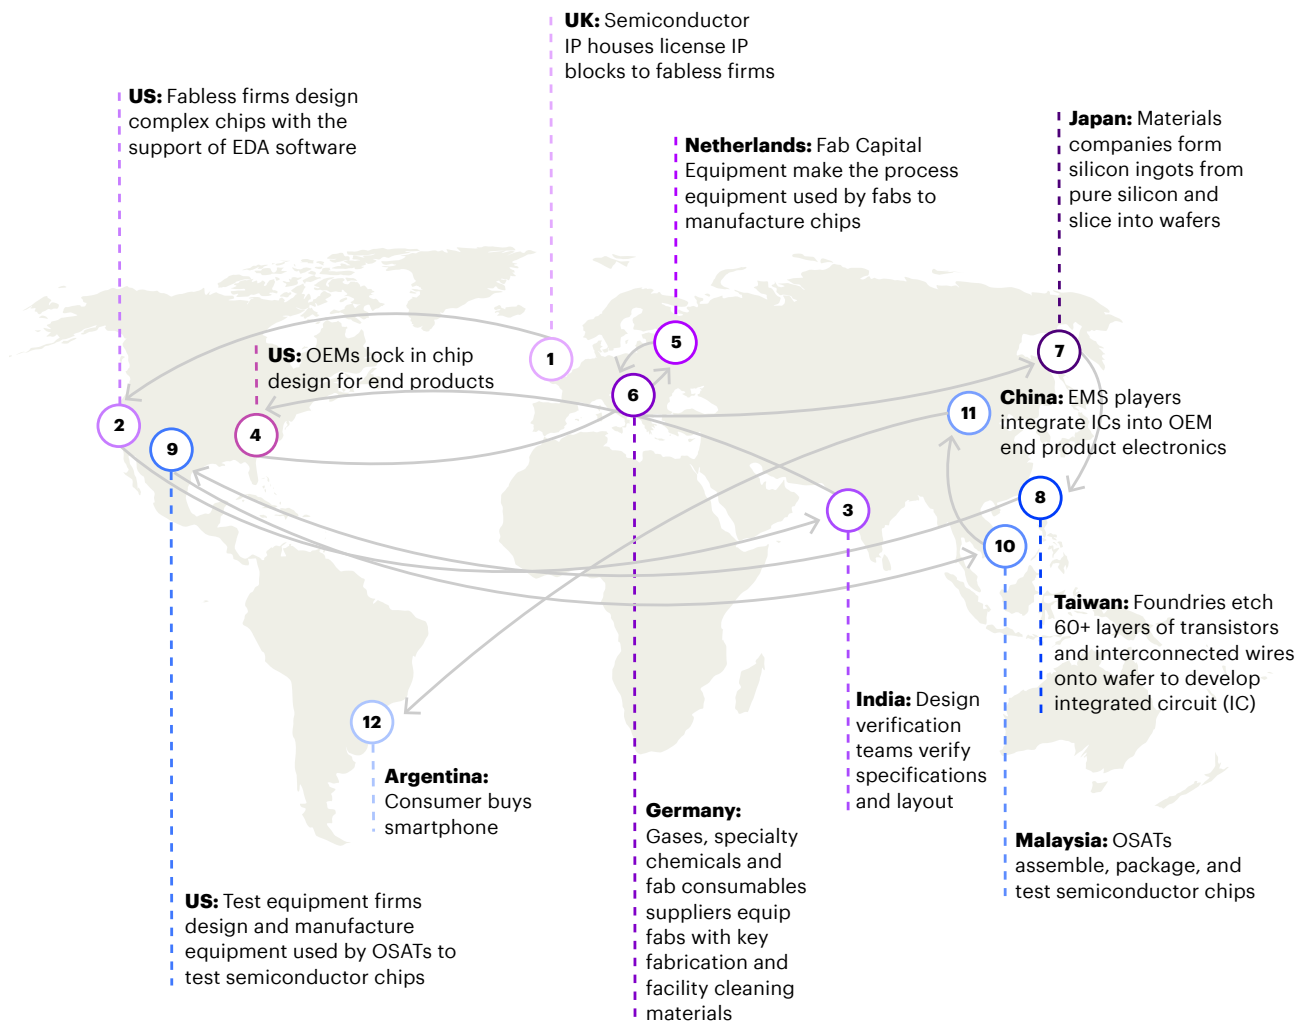 UK: Semiconductor
IP houses license IP
blocks to fabless firms
US: Fabless firms design
complex chips with the
support of EDA software
Netherlands: Fab Capital
Equipment make the process
equipment used by fabs to
manufacture chips
Japan: Materials
companies form
silicon ingots from
pure silicon and
slice into wafers
US: OEMs lock in chip
design for end products
1
5
7
6
2
9
4
11
China: EMS players
integrate ICs into OEM
end product electronics
3
8
10
Taiwan: Foundries etch
60+ layers of transistors
and interconnected wires
onto wafer to develop
integrated circuit (IC)
India: Design
verification
teams verify
specifications
and layout
12
Argentina:
Consumer buys
smartphone
Germany:
Gases, specialty
chemicals and
fab consumables
suppliers equip
fabs with key
fabrication and
facility cleaning
materials
Malaysia: OSATs
assemble, package, and
test semiconductor chips
US: Test equipment firms
design and manufacture
equipment used by OSATs to
test semiconductor chips